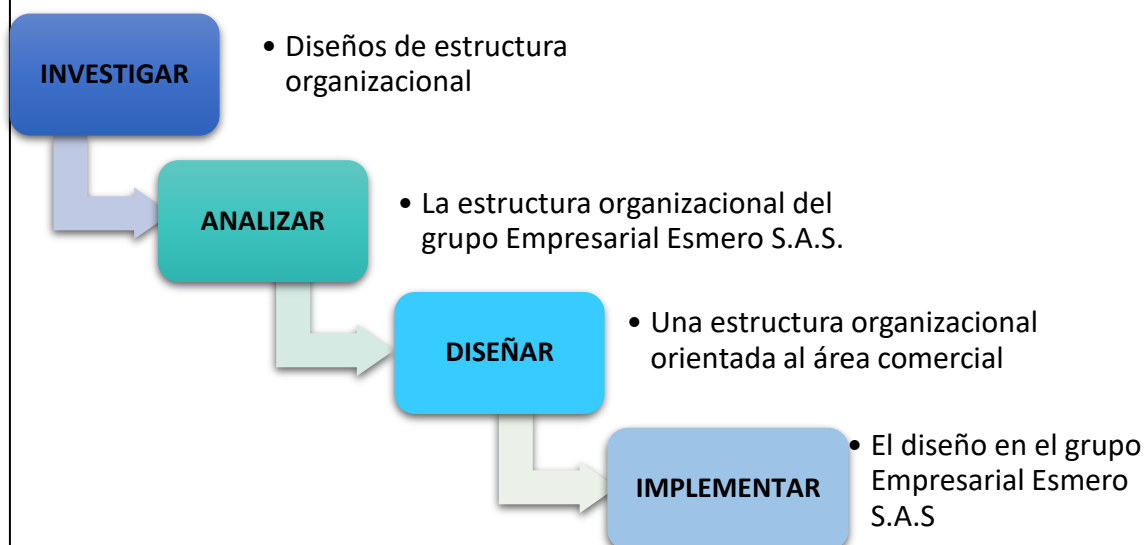 INVESTIGAR
• Diseños de estructura
organizacional
ANALIZAR
• La estructura organizacional del
grupo Empresarial Esmero S.A.S.
DISEÑAR
• Una estructura organizacional
orientada al área comercial
IMPLEMENTAR
• El diseño en el grupo
Empresarial Esmero
S.A.S